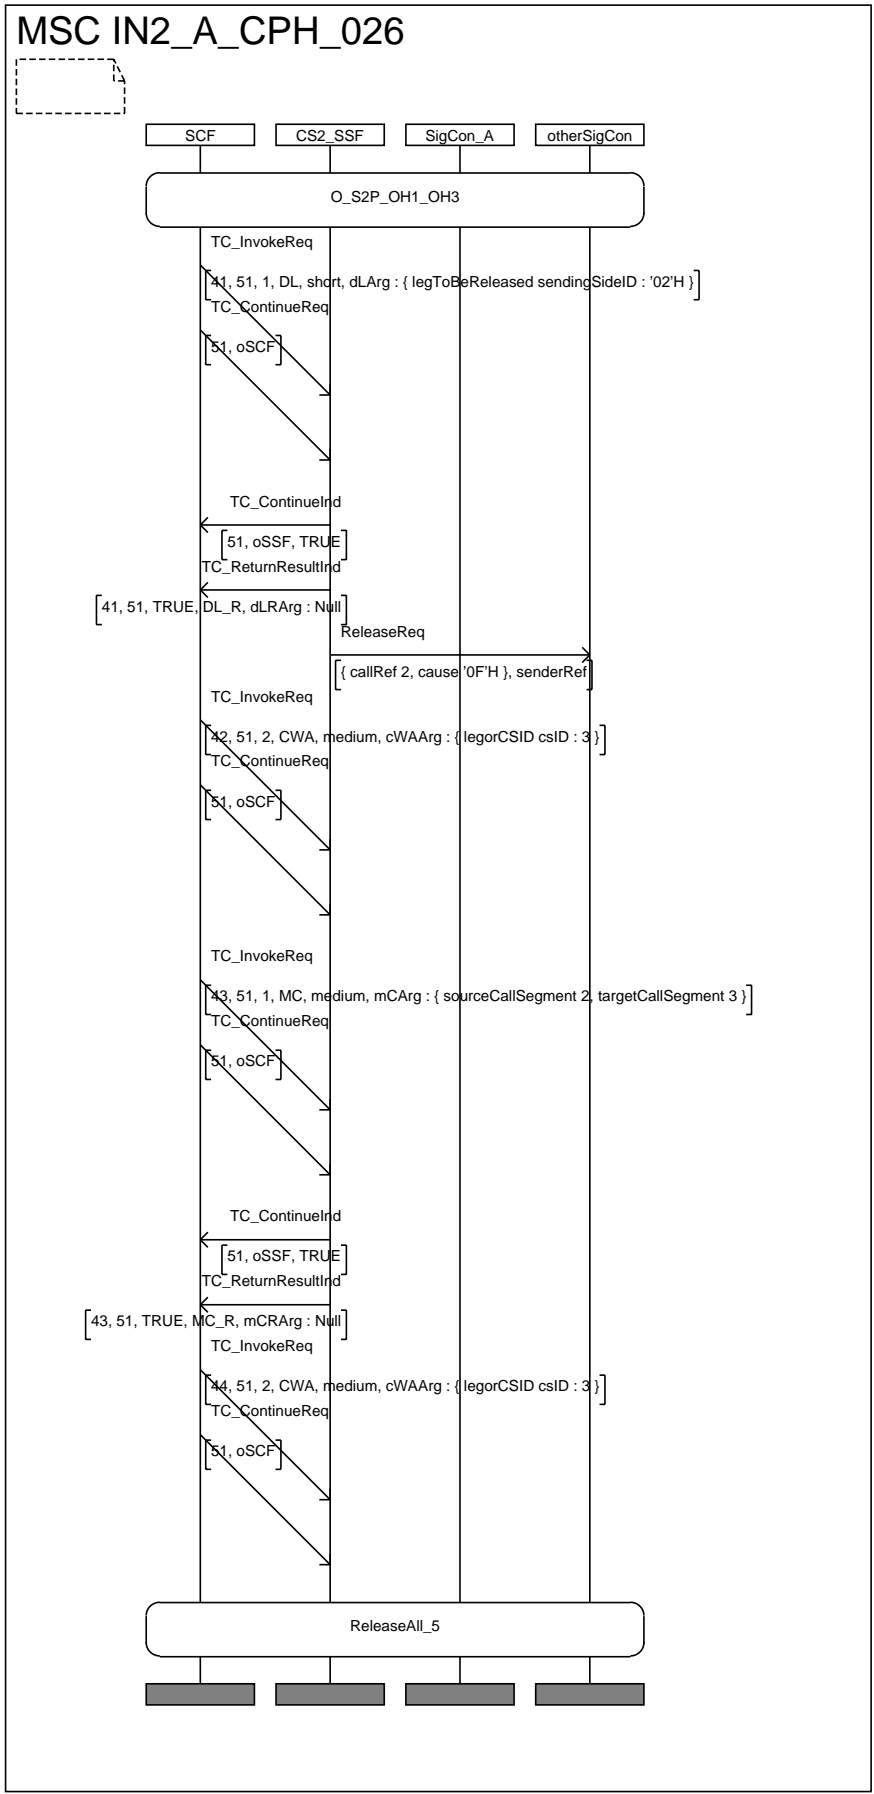 MSC IN2_A_CPH_026
SCF CS2_SSF SigCon_A otherSigCon
O_S2P_OH1_OH3
TC_InvokeReq
41, 51, 1, DL, short, dLArg : { legToBeReleased sendingSideID : '02'H }
TC_ContinueReq
51, oSCF
TC_ContinueInd
51, oSSF, TRUE
TC_ReturnResultInd
41, 51, TRUE, DL_R, dLRArg : Null
ReleaseReq
{ callRef 2, cause '0F'H }, senderRef
TC_InvokeReq
42, 51, 2, CWA, medium, cWAArg : { legorCSID csID : 3 }
TC_ContinueReq
51, oSCF
TC_InvokeReq
43, 51, 1, MC, medium, mCArg : { sourceCallSegment 2, targetCallSegment 3 }
TC_ContinueReq
51, oSCF
TC_ContinueInd
51, oSSF, TRUE
TC_ReturnResultInd
43, 51, TRUE, MC_R, mCRArg : Null
TC_InvokeReq
44, 51, 2, CWA, medium, cWAArg : { legorCSID csID : 3 }
TC_ContinueReq
51, oSCF
ReleaseAll_5